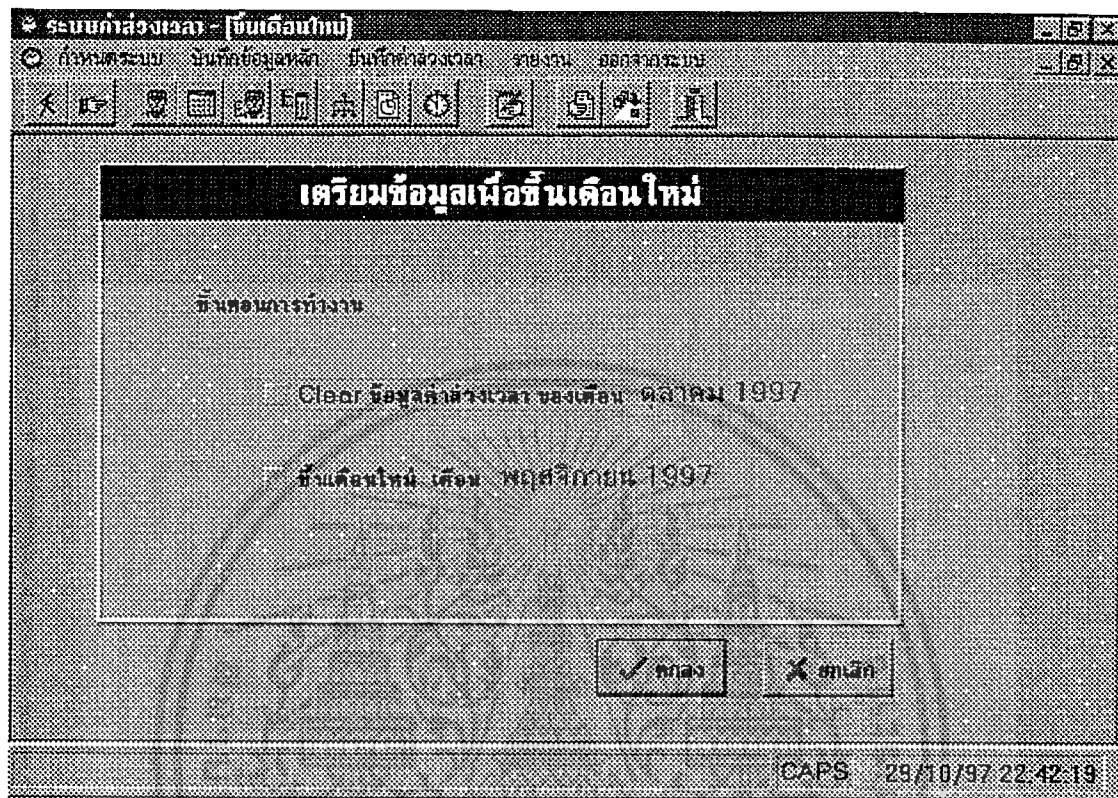 ระบบค่าล่วงเวลา - [ขึ้นเดือนใหม่]
กำหนดระบบ บันทึกข้อมูลหลัก บันทึกค่าล่วงเวลา รายงาน ออกจากระบบ
เตรียมข้อมูลเพื่อขึ้นเดือนใหม่
ขั้นตอนการทำงาน
Clear ข้อมูลค่าล่วงเวลา ของเดือน ตุลาคม 1997
ขึ้นเดือนใหม่ เดือน พฤศจิกายน 1997
ตกลง ยกเลิก
CAPS 29/10/97 22:42:19